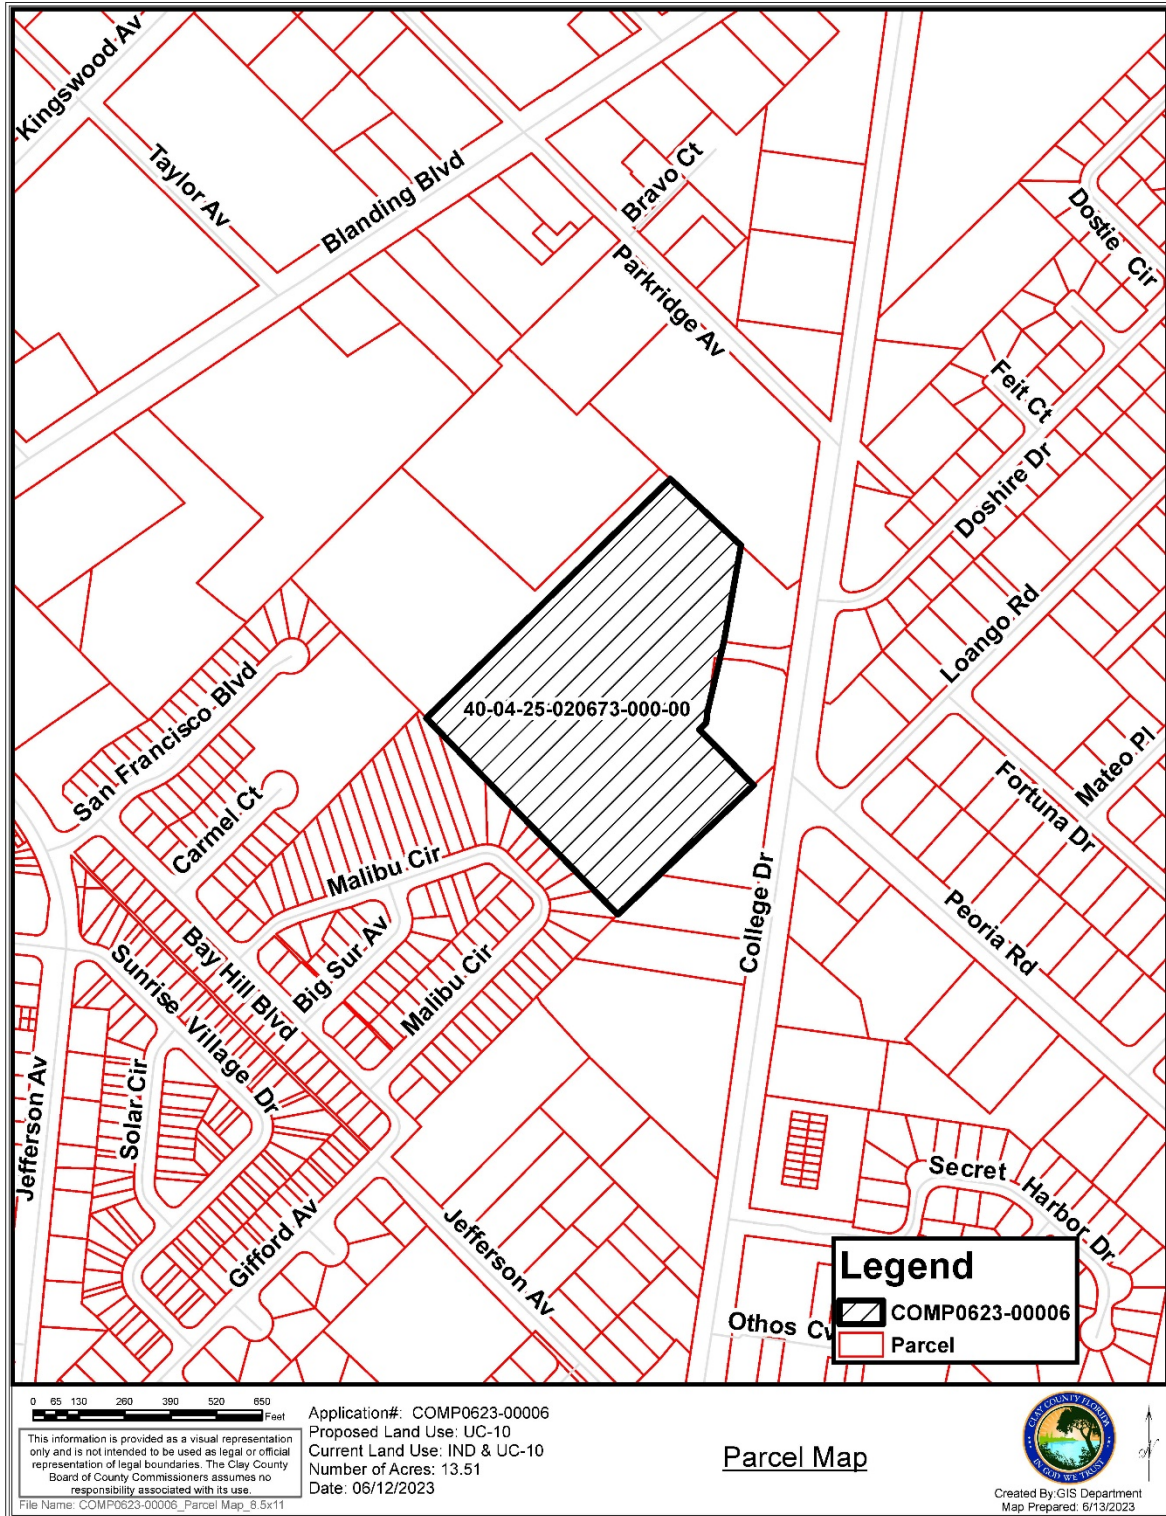 Kingswood Av
Taylor Av
Blanding Blvd
Bravo Ct
Parkridge Av
Dostie Cir
Feit Ct
Doshire Dr
Loango Rd
40-04-25-020673-000-00
San Francisco Blvd
Carmel Ct
Malibu Cir
Mateo Pl
Fortuna Dr
Peoria Rd
College Dr
Big Sur Av
Malibu Cir
Bay Hill Blvd
Sunrise Village Dr
Solar Cir
Jefferson Av
Gifford Av
Jefferson Av
Secret Harbor Dr
Othos Cv
Legend
COMP0623-00006
Parcel
0 65 130 260 390 520 650
Feet
This information is provided as a visual representation
only and is not intended to be used as legal or official
representation of legal boundaries. The Clay County
Board of County Commissioners assumes no
responsibility associated with its use.
File Name: COMP0623-00006_Parcel Map_8.5x11
Application#: COMP0623-00006
Proposed Land Use: UC-10
Current Land Use: IND & UC-10
Number of Acres: 13.51
Date: 06/12/2023
Parcel Map
CLAY COUNTY FLORIDA
IN GOD WE TRUST
N
Created By:GIS Department
Map Prepared: 6/13/2023